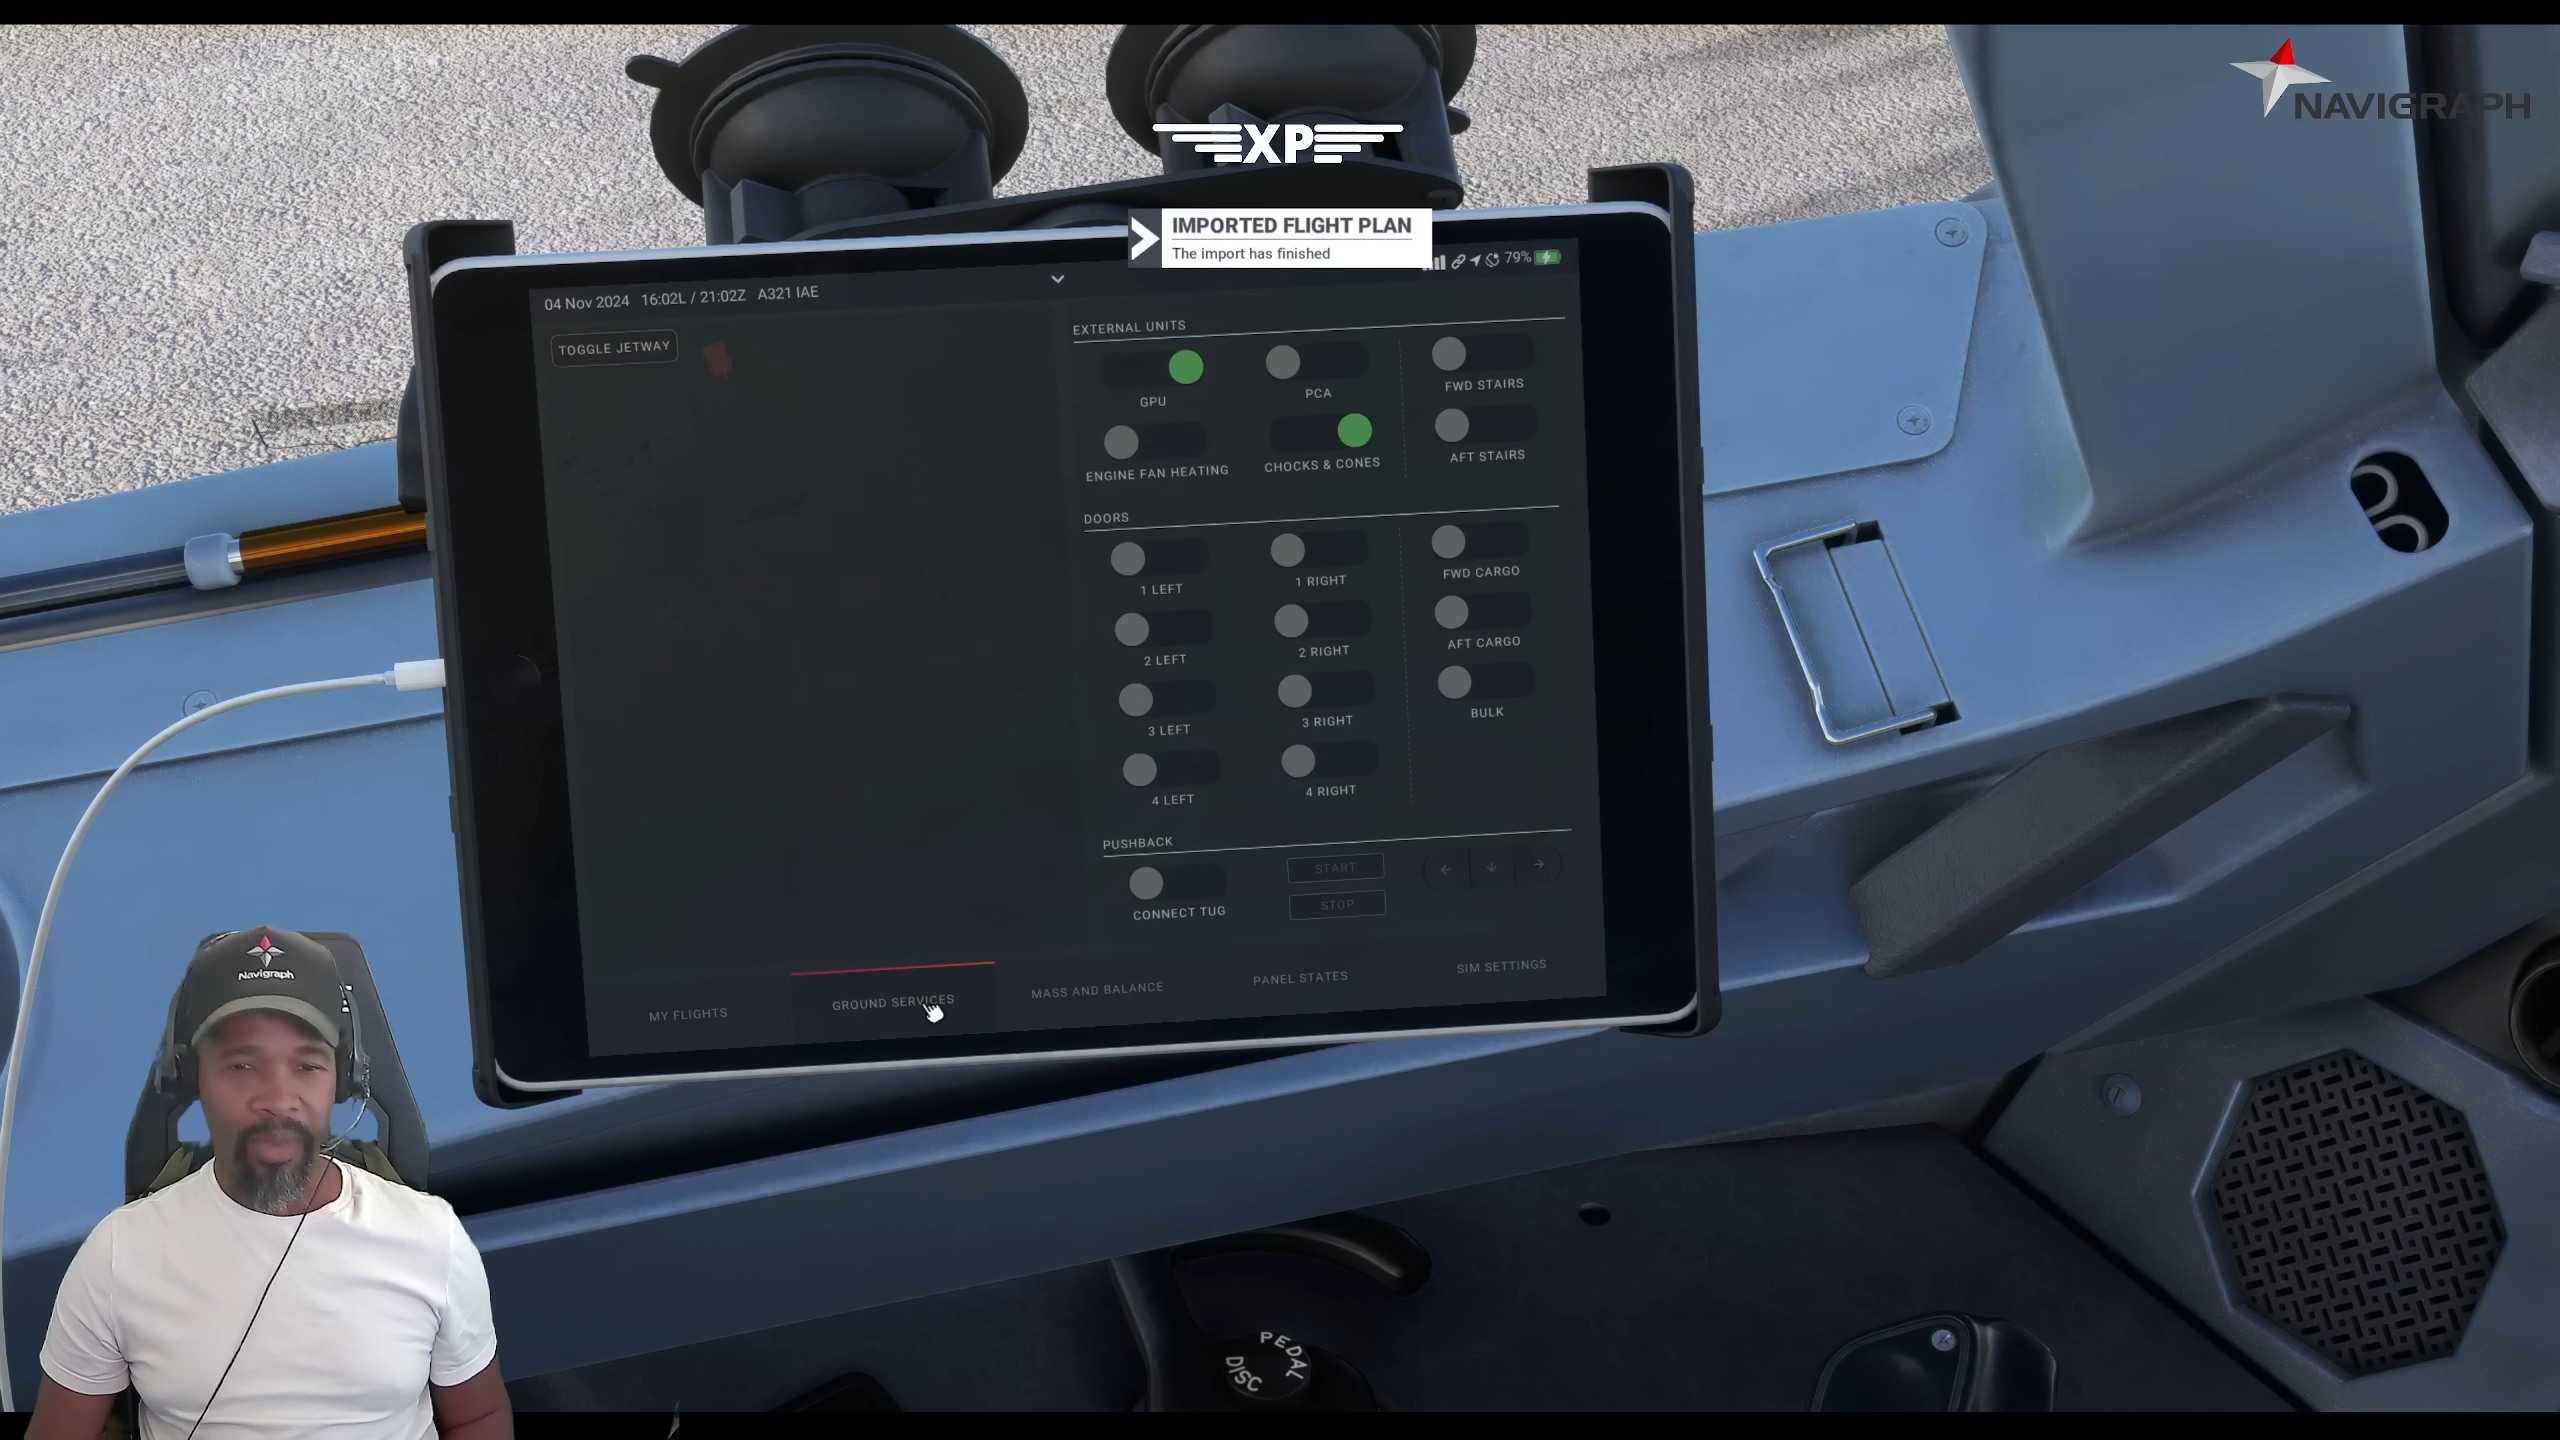 NAVIGRAPH
XP
IMPORTED FLIGHT PLAN
The import has finished
79%
04 Nov 2024 16:02L / 21:02Z A321 IAE
TOGGLE JETWAY
EXTERNAL UNITS
GPU
PCA
FWD STAIRS
ENGINE FAN HEATING
CHOCKS & CONES
AFT STAIRS
DOORS
1 LEFT
1 RIGHT
FWD CARGO
2 LEFT
2 RIGHT
AFT CARGO
3 LEFT
3 RIGHT
BULK
4 LEFT
4 RIGHT
PUSHBACK
CONNECT TUG
START
STOP
MY FLIGHTS
GROUND SERVICES
MASS AND BALANCE
PANEL STATES
SIM SETTINGS
Navigraph
PEDAL
DISC